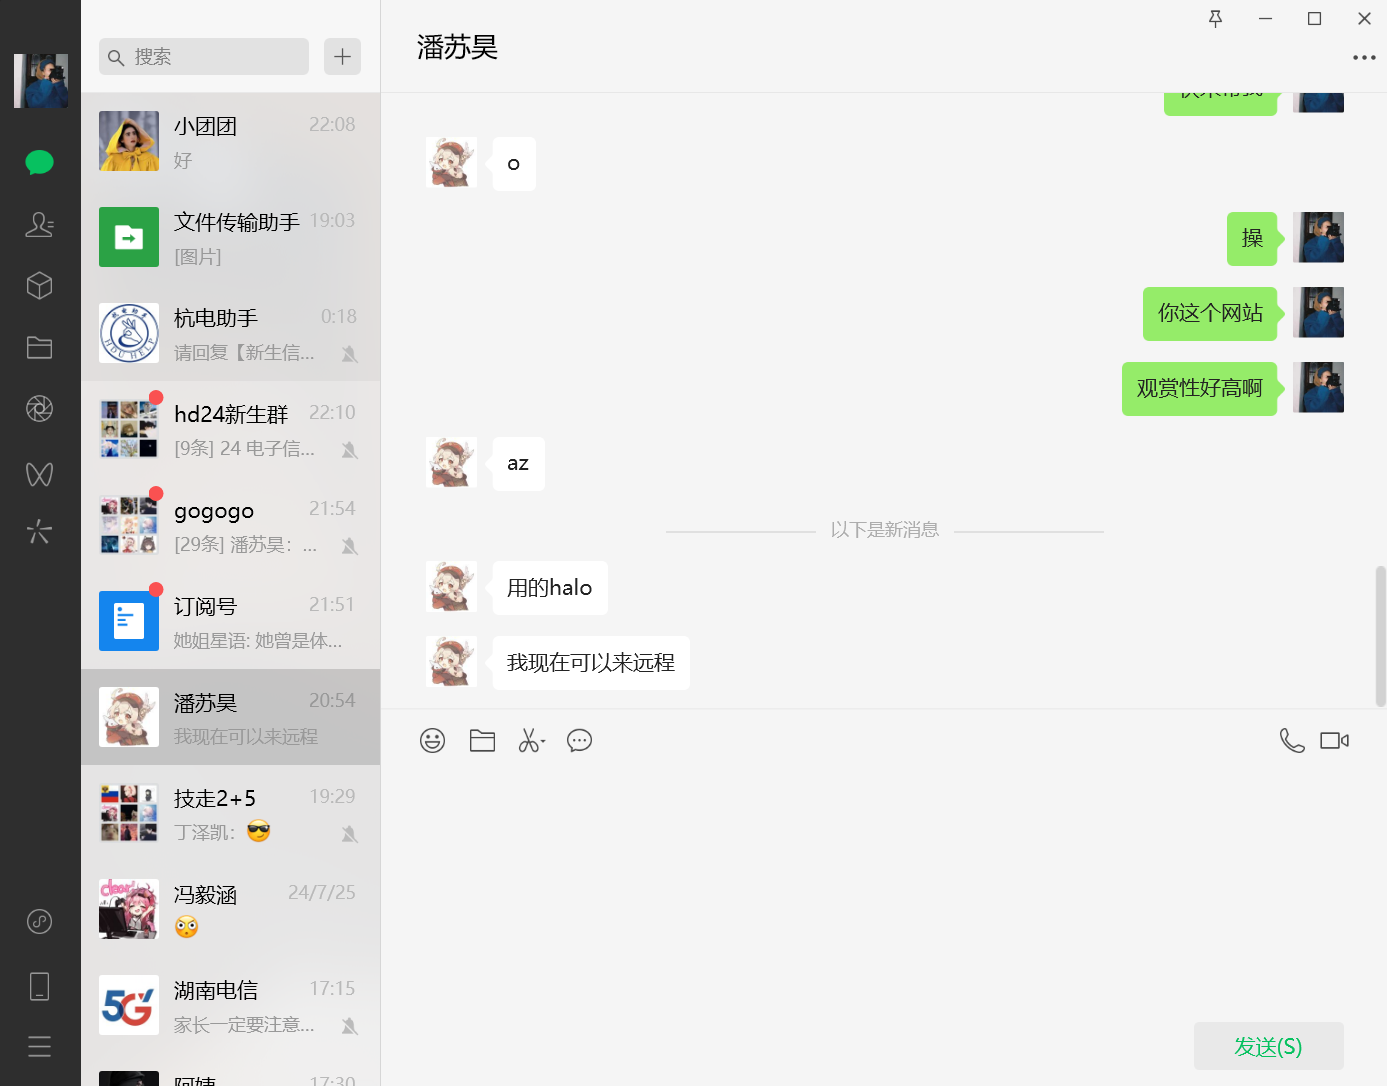 搜索
小团团
22:08
好
文件传输助手
19:03
[图片]
杭电助手
0:18
请回复【新生信...
hd24新生群
22:10
[9条] 24 电子信...
gogogo
21:54
[29条] 潘苏昊：...
订阅号
21:51
她姐星语: 她曾是体...
潘苏昊
20:54
我现在可以来远程
技走2+5
19:29
丁泽凯：
冯毅涵
24/7/25
湖南电信
17:15
家长一定要注意...
阿姨
17:30
潘苏昊
o
操
你这个网站
观赏性好高啊
az
以下是新消息
用的halo
我现在可以来远程
发送(S)